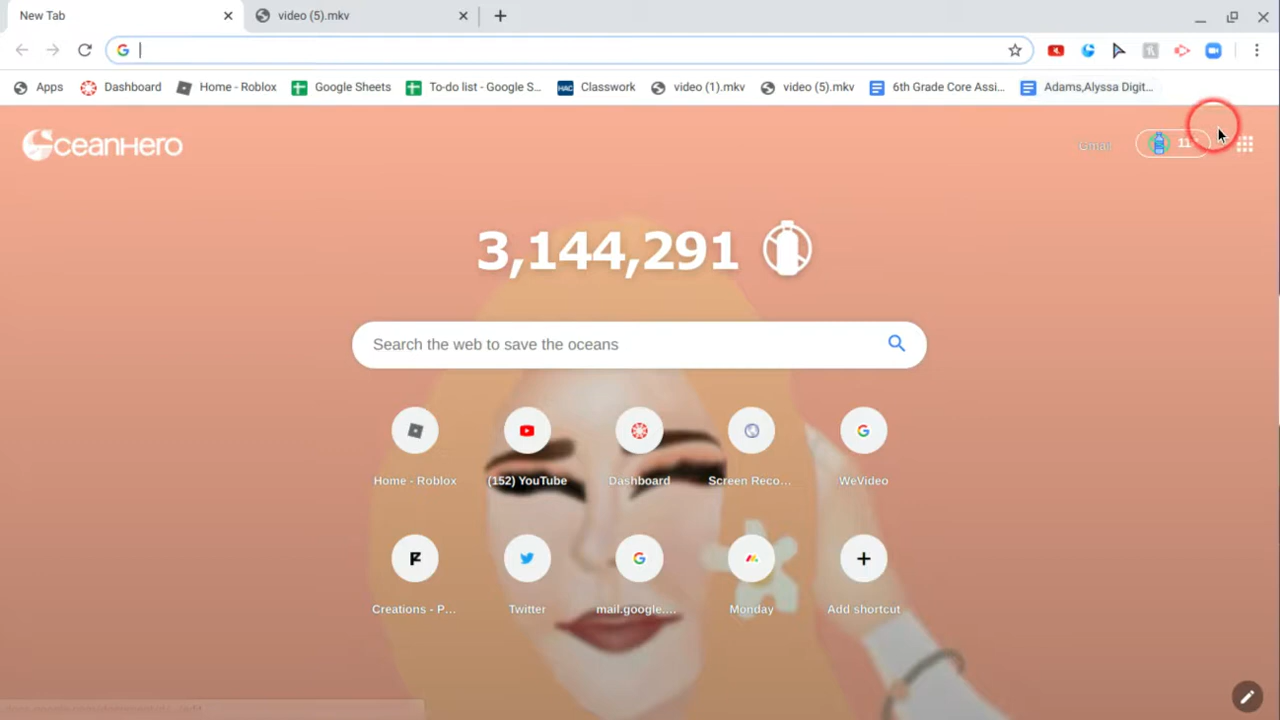 New Tab
video (5).mkv
Apps
Dashboard
Home - Roblox
Google Sheets
To-do list - Google S...
HAC Classwork
video (1).mkv
video (5).mkv
6th Grade Core Assi...
Adams,Alyssa Digit...
OceanHero
Gmail
3,144,291
Search the web to save the oceans
Home - Roblox
(152) YouTube
Dashboard
Screen Reco...
WeVideo
Creations - P...
Twitter
mail.google....
Monday
Add shortcut